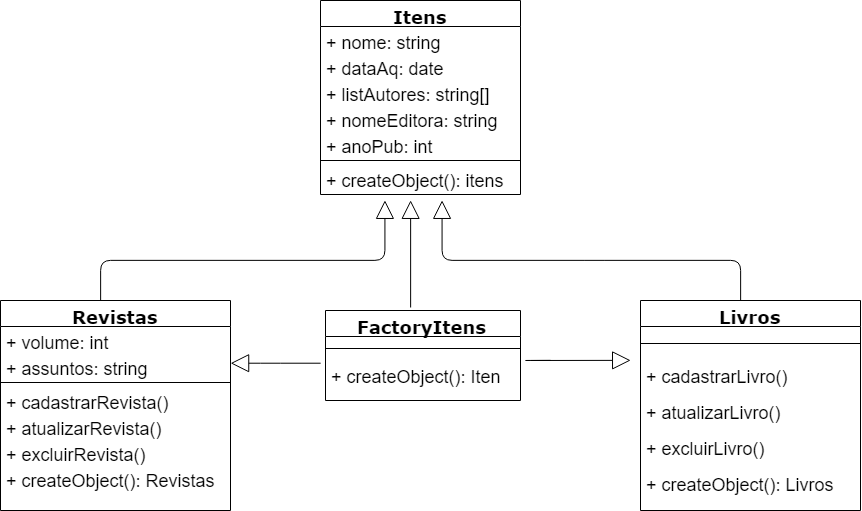 Itens
+ nome: string
+ dataAq: date
+ listAutores: string[]
+ nomeEditora: string
+ anoPub: int
+ createObject(): itens
Revistas
+ volume: int
+ assuntos: string
+ cadastrarRevista()
+ atualizarRevista()
+ excluirRevista()
+ createObject(): Revistas
FactoryItens
+ createObject(): Iten
Livros
+ cadastrarLivro()
+ atualizarLivro()
+ excluirLivro()
+ createObject(): Livros